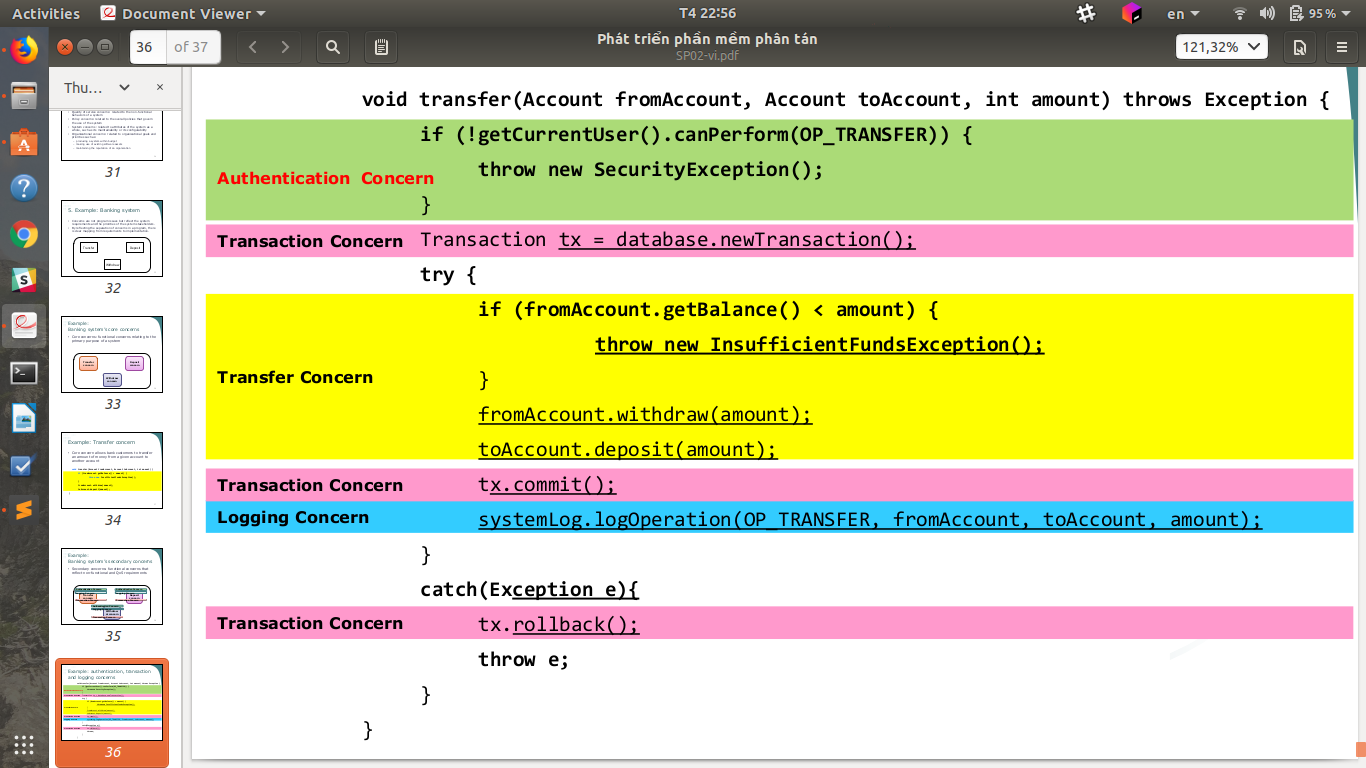 Activities Document Viewer T4 22:56 en 95 %
36 of 37 Phát triển phần mềm phân tán 121,32%
SP02-vi.pdf
Thu...
31
5. Example: Banking system
32
Example:
Banking system's core concerns
33
Example: Transfer concern
34
Example:
Banking system's secondary concerns
35
Example: authentication, transaction
and logging concerns
36
void transfer(Account fromAccount, Account toAccount, int amount) throws Exception {
if (!getCurrentUser().canPerform(OP_TRANSFER)) {
throw new SecurityException();
Authentication Concern
}
Transaction Concern Transaction tx = database.newTransaction();
try {
if (fromAccount.getBalance() < amount) {
throw new InsufficientFundsException();
Transfer Concern }
fromAccount.withdraw(amount);
toAccount.deposit(amount);
Transaction Concern tx.commit();
Logging Concern systemLog.logOperation(OP_TRANSFER, fromAccount, toAccount, amount);
}
catch(Exception e){
Transaction Concern tx.rollback();
throw e;
}
}